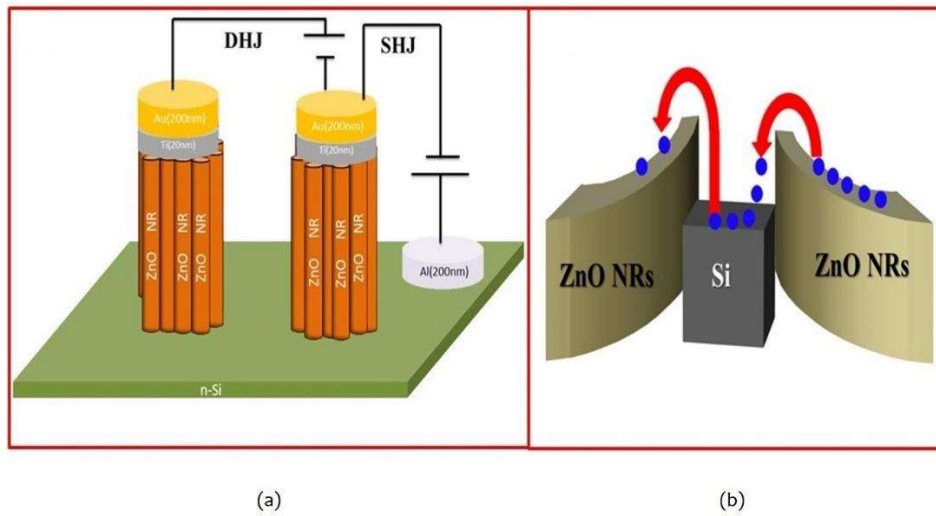 DHJ
SHJ
Au(200nm)
Ti(20nm)
Au(200nm)
Ti(20nm)
ZnO NR
ZnO NR
ZnO NR
ZnO NR
ZnO NR
ZnO NR
Al(200nm)
n-Si
ZnO NRs
Si
ZnO NRs
(a)
(b)